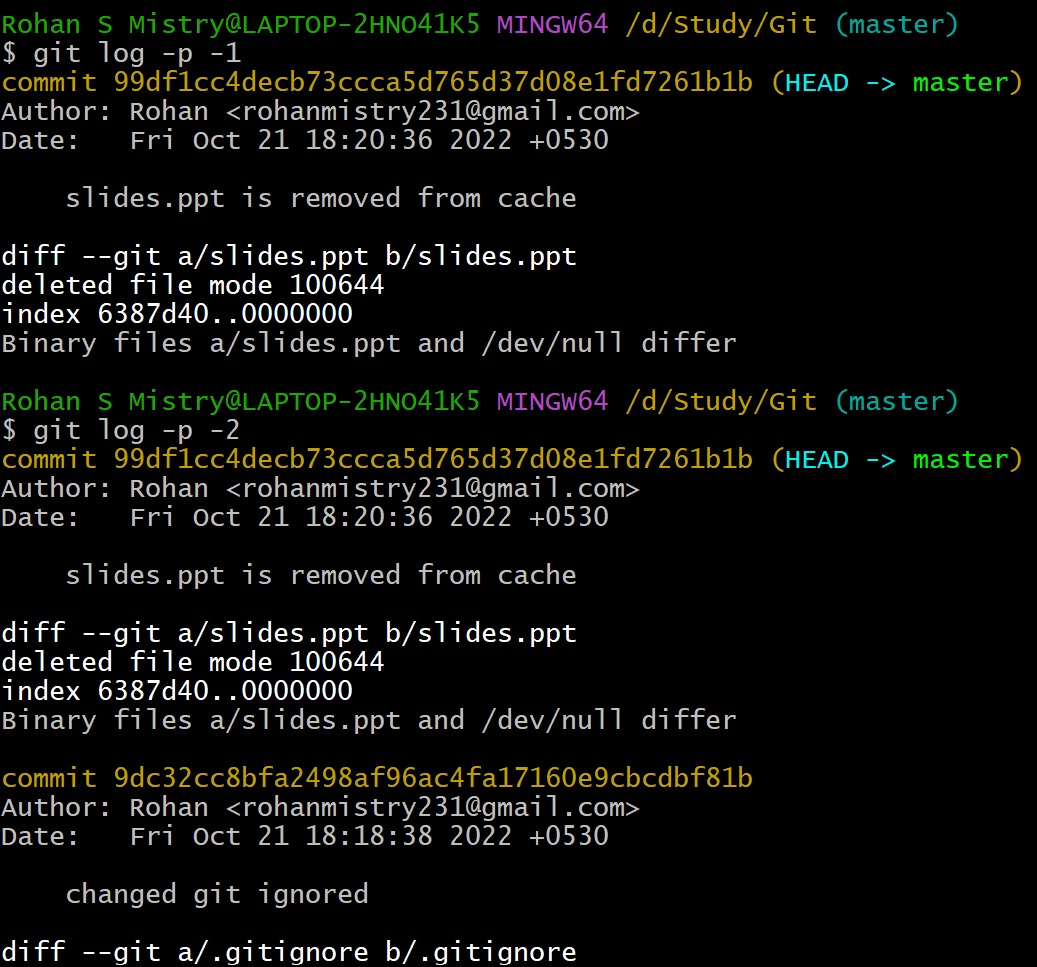 Rohan S Mistry@LAPTOP-2HNO41K5 MINGW64 /d/Study/Git (master)
$ git log -p -1
commit 99df1cc4decb73ccca5d765d37d08e1fd7261b1b (HEAD -> master)
Author: Rohan <rohanmistry231@gmail.com>
Date:   Fri Oct 21 18:20:36 2022 +0530
    slides.ppt is removed from cache
diff --git a/slides.ppt b/slides.ppt
deleted file mode 100644
index 6387d40..0000000
Binary files a/slides.ppt and /dev/null differ
Rohan S Mistry@LAPTOP-2HNO41K5 MINGW64 /d/Study/Git (master)
$ git log -p -2
commit 99df1cc4decb73ccca5d765d37d08e1fd7261b1b (HEAD -> master)
Author: Rohan <rohanmistry231@gmail.com>
Date:   Fri Oct 21 18:20:36 2022 +0530
    slides.ppt is removed from cache
diff --git a/slides.ppt b/slides.ppt
deleted file mode 100644
index 6387d40..0000000
Binary files a/slides.ppt and /dev/null differ
commit 9dc32cc8bfa2498af96ac4fa17160e9cbcdbf81b
Author: Rohan <rohanmistry231@gmail.com>
Date:   Fri Oct 21 18:18:38 2022 +0530
    changed git ignored
diff --git a/.gitignore b/.gitignore